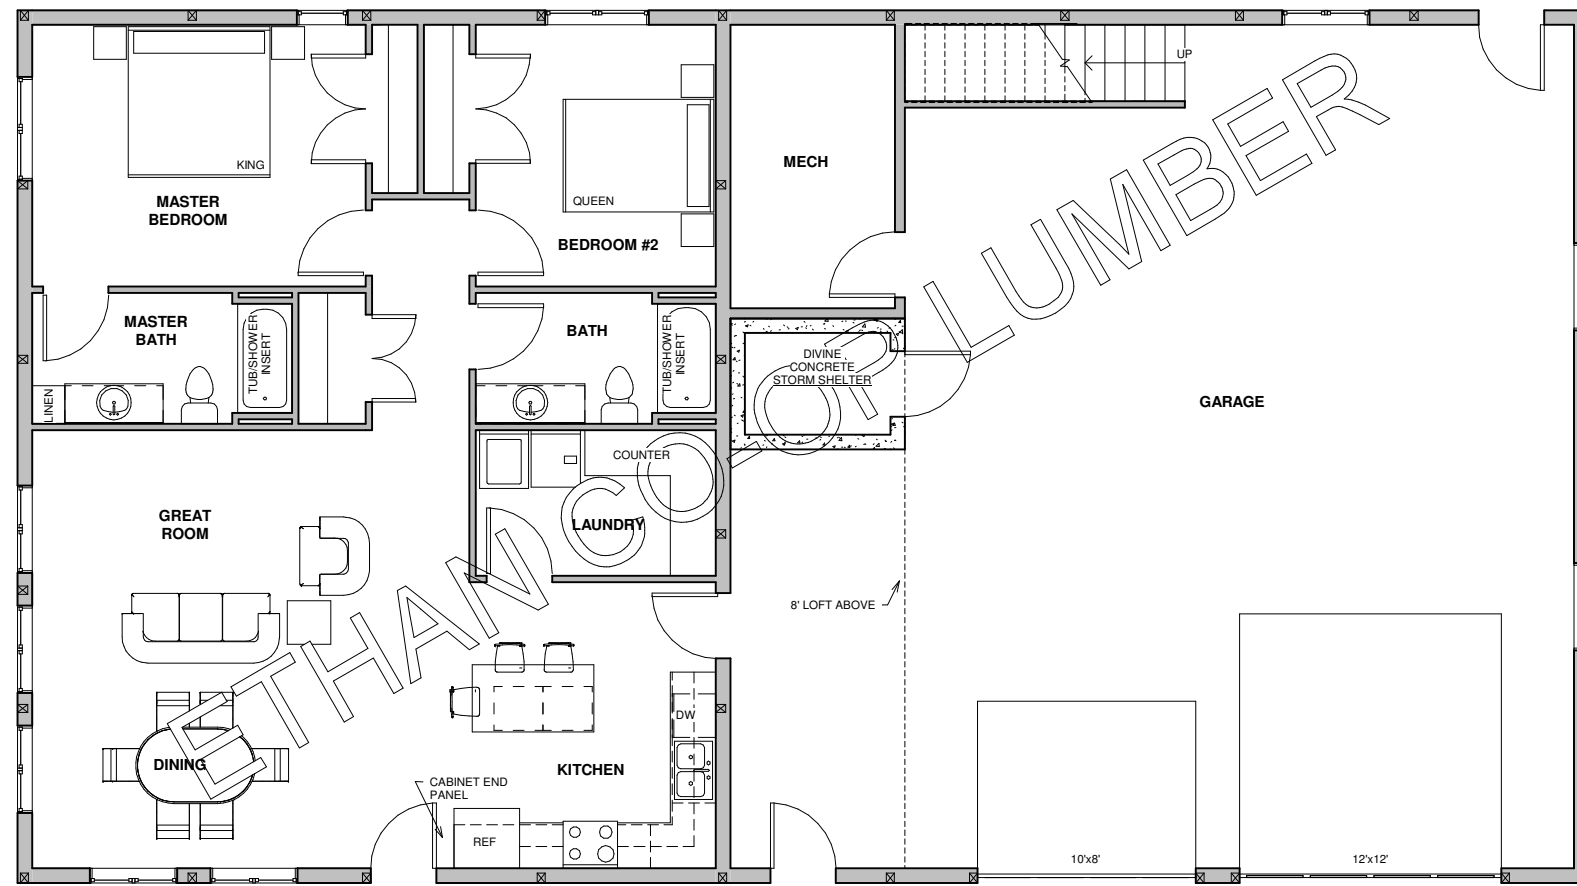 UP
KING
MASTER
BEDROOM
QUEEN
BEDROOM #2
MECH
MASTER
BATH
TUB/SHOWER
INSERT
LINEN
BATH
TUB/SHOWER
INSERT
DIVINE
CONCRETE
STORM SHELTER
GARAGE
COUNTER
LAUNDRY
GREAT
ROOM
8' LOFT ABOVE
DW
DINING
KITCHEN
CABINET END
PANEL
REF
10'x8'
12'x12'
ETHAN CO-OP LUMBER